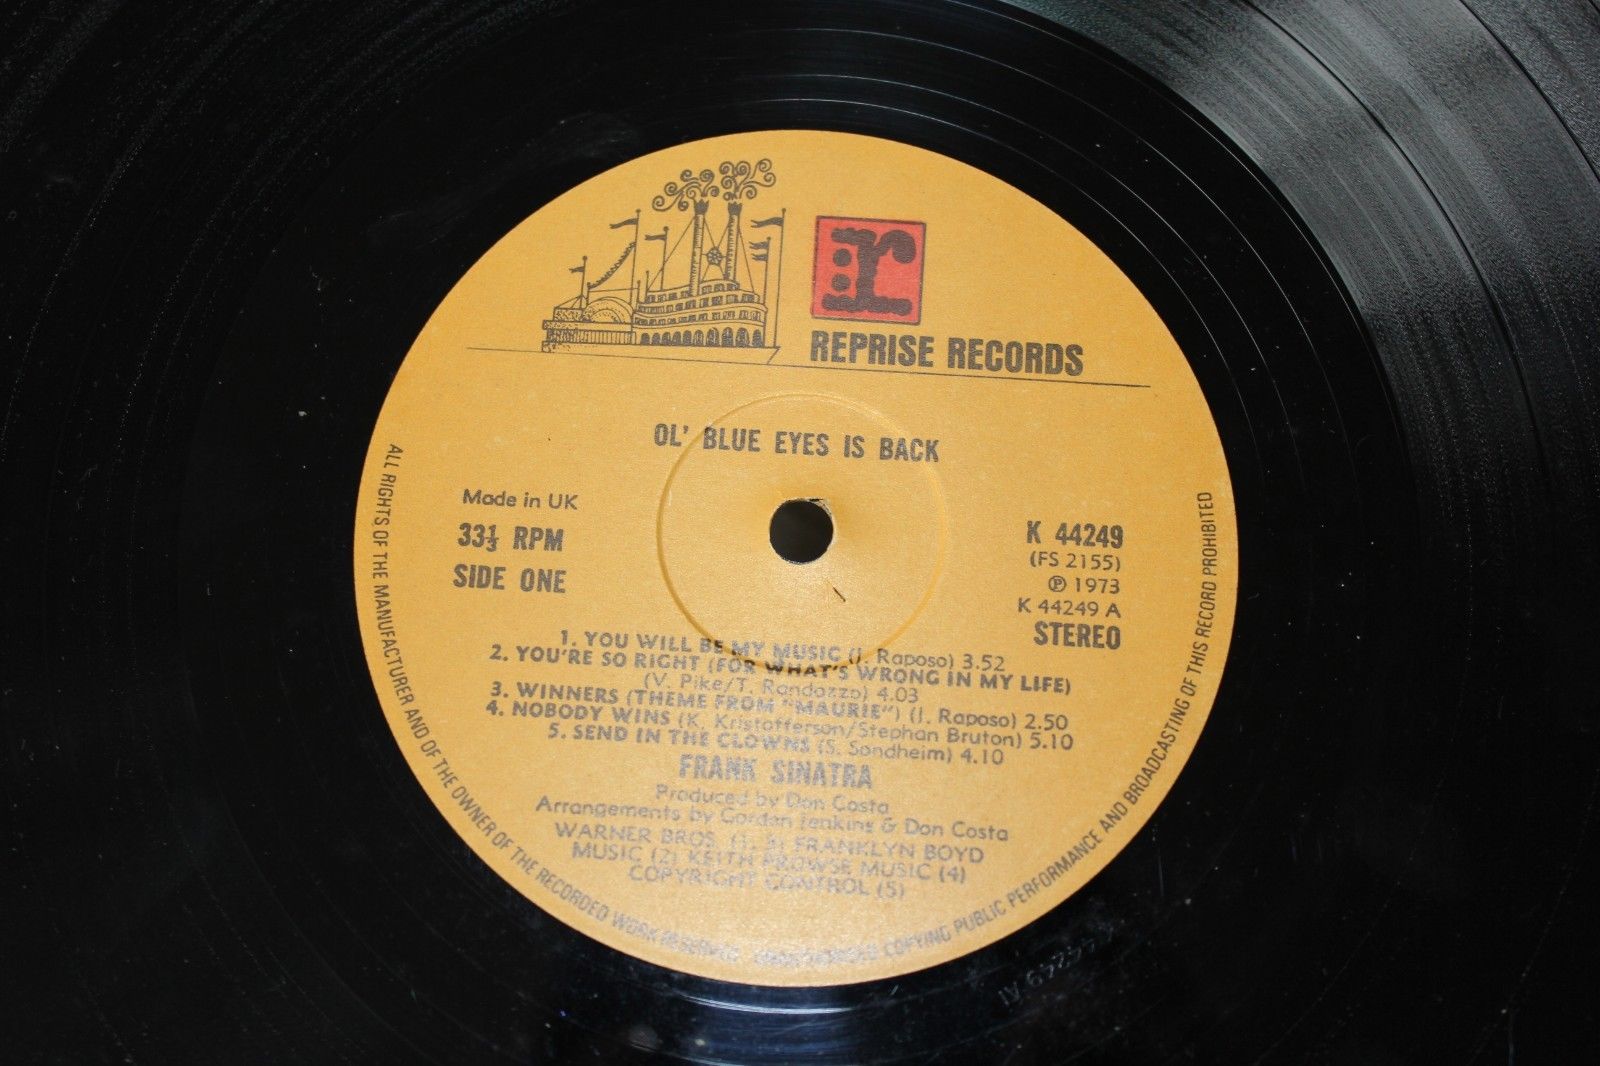 r
REPRISE RECORDS
OL' BLUE EYES IS BACK
Made in UK
33⅓ RPM
SIDE ONE
K 44249
(FS 2155)
℗ 1973
K 44249 A
STEREO
1. YOU WILL BE MY MUSIC (J. Raposo) 3.52
2. YOU'RE SO RIGHT (FOR WHAT'S WRONG IN MY LIFE)
(V. Pike/T. Randazzo) 4.03
3. WINNERS (THEME FROM "MAURIE") (J. Raposo) 2.50
4. NOBODY WINS (K. Kristofferson/Stephan Bruton) 5.10
5. SEND IN THE CLOWNS (S. Sondheim) 4.10
FRANK SINATRA
Produced by Don Costa
Arrangements by Gordon Jenkins & Don Costa
WARNER BROS. (1, 3) FRANKLYN BOYD
MUSIC (2) KEITH PROWSE MUSIC (4)
COPYRIGHT CONTROL (5)
ALL RIGHTS OF THE MANUFACTURER AND OF THE OWNER OF THE RECORDED WORK RESERVED UNAUTHORISED COPYING PUBLIC PERFORMANCE AND BROADCASTING OF THIS RECORD PROHIBITED